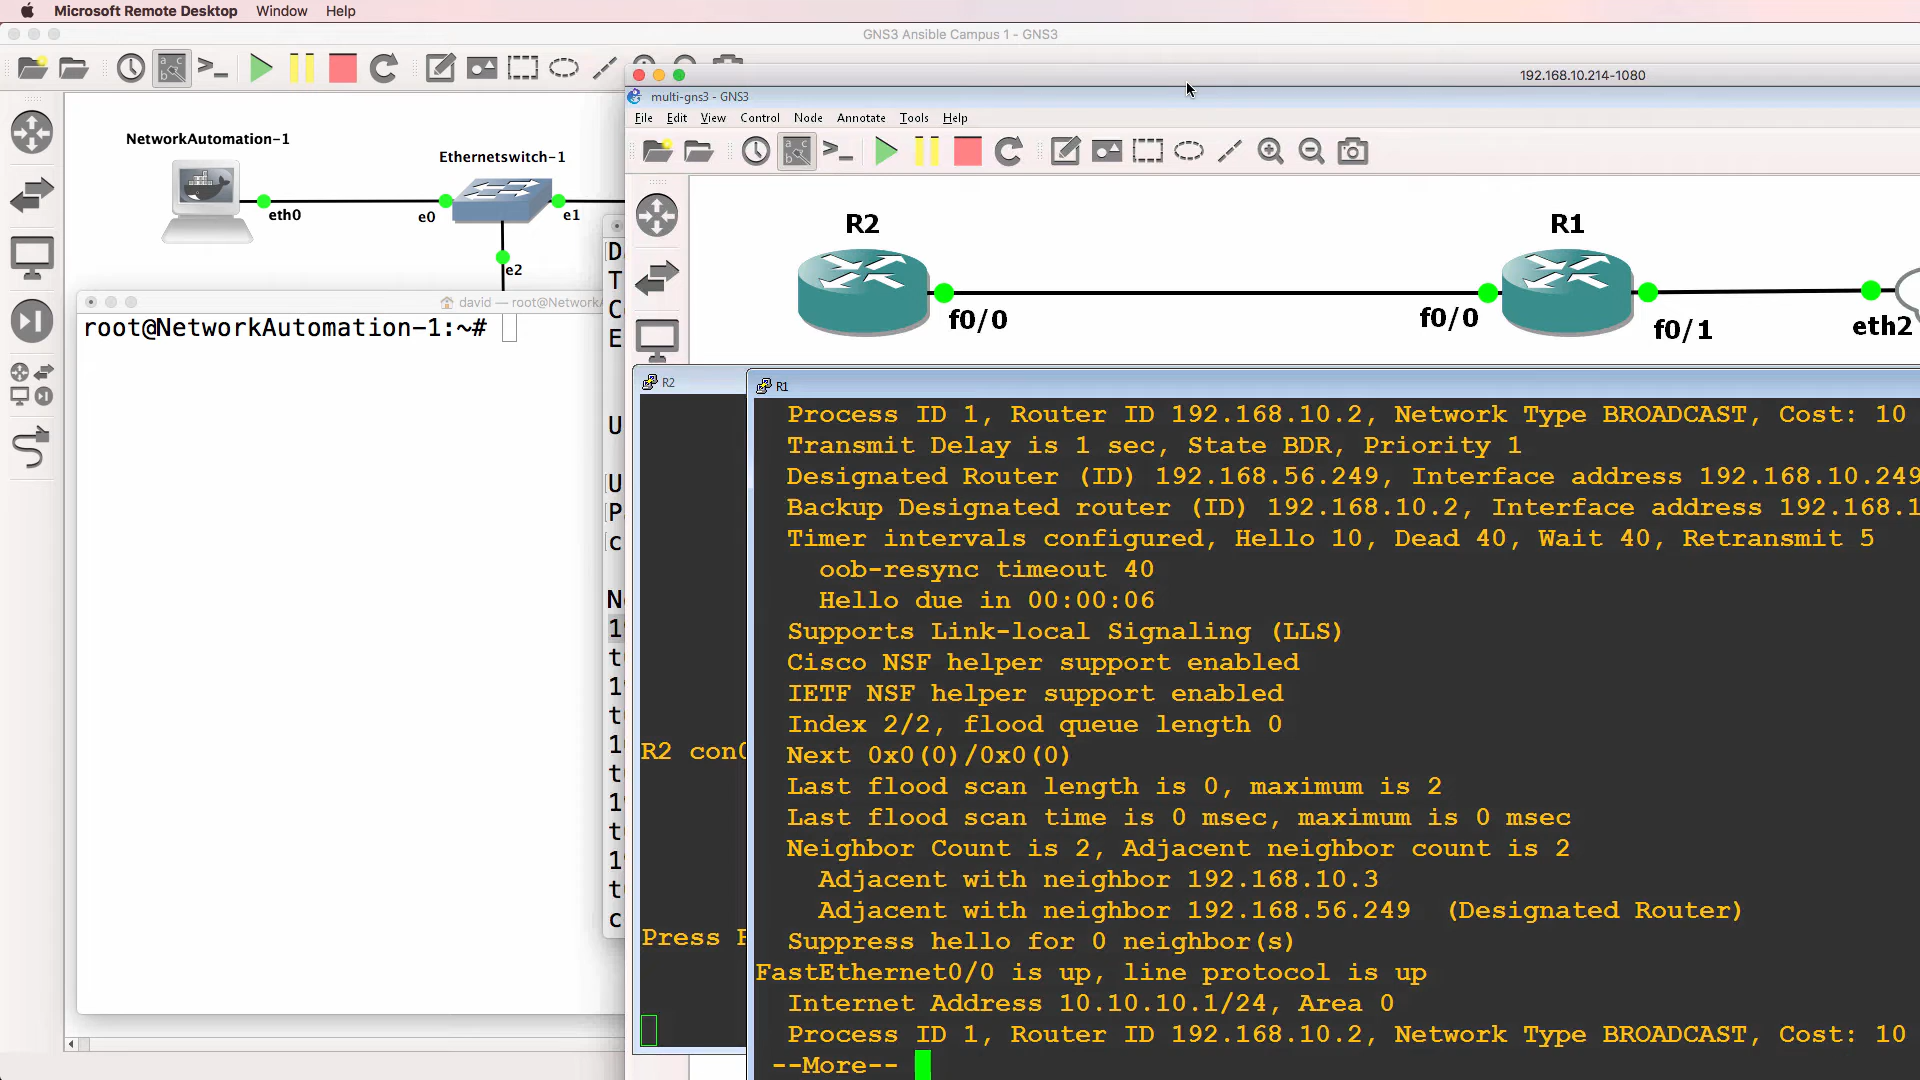 Microsoft Remote Desktop Window Help
GNS3 Ansible Campus 1 - GNS3
192.168.10.214-1080
multi-gns3 - GNS3
File Edit View Control Node Annotate Tools Help
NetworkAutomation-1
Ethernetswitch-1
eth0
e0
e1
e2
R2
R1
f0/0
f0/0
f0/1
eth2
david — root@Network
root@NetworkAutomation-1:~#
D
T
C
E
U
U
P
c
N
R2
R2 con0
Press
R1
Process ID 1, Router ID 192.168.10.2, Network Type BROADCAST, Cost: 10
Transmit Delay is 1 sec, State BDR, Priority 1
Designated Router (ID) 192.168.56.249, Interface address 192.168.10.249
Backup Designated router (ID) 192.168.10.2, Interface address 192.168.1
Timer intervals configured, Hello 10, Dead 40, Wait 40, Retransmit 5
oob-resync timeout 40
Hello due in 00:00:06
Supports Link-local Signaling (LLS)
Cisco NSF helper support enabled
IETF NSF helper support enabled
Index 2/2, flood queue length 0
Next 0x0(0)/0x0(0)
Last flood scan length is 0, maximum is 2
Last flood scan time is 0 msec, maximum is 0 msec
Neighbor Count is 2, Adjacent neighbor count is 2
Adjacent with neighbor 192.168.10.3
Adjacent with neighbor 192.168.56.249 (Designated Router)
Suppress hello for 0 neighbor(s)
FastEthernet0/0 is up, line protocol is up
Internet Address 10.10.10.1/24, Area 0
Process ID 1, Router ID 192.168.10.2, Network Type BROADCAST, Cost: 10
--More--